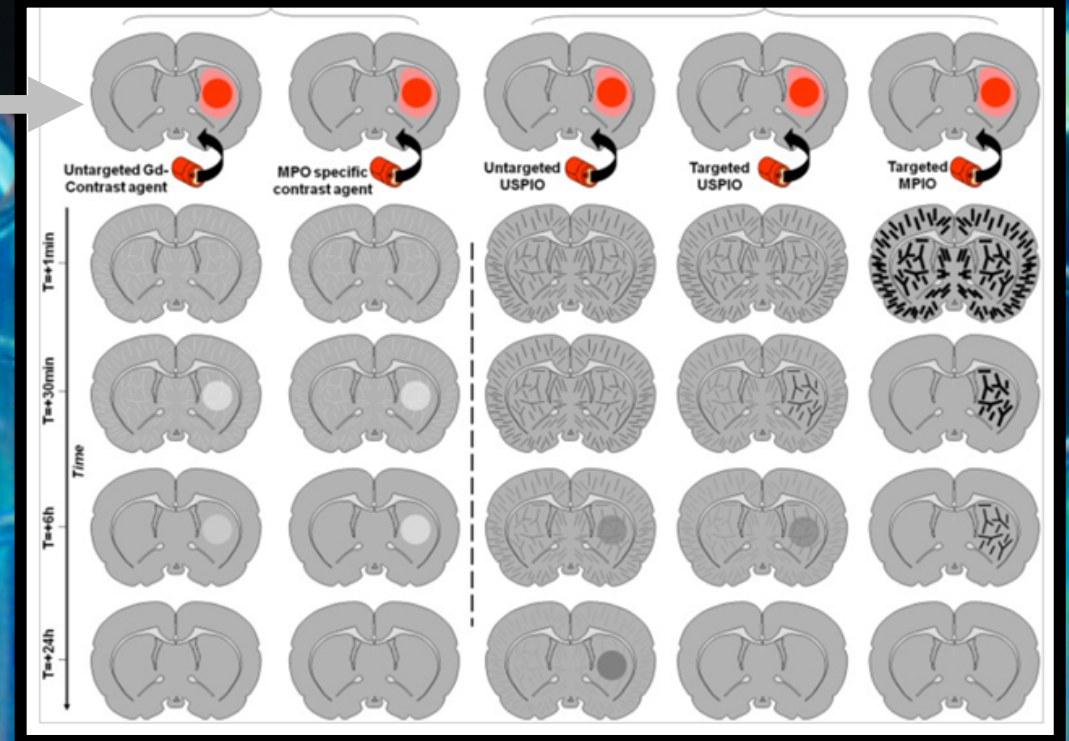 Untargeted Gd-
Contrast agent
MPO specific
contrast agent
Untargeted
USPIO
Targeted
USPIO
Targeted
MPIO
T=+1min
T=+30min
Time
T=+6h
T=+24h